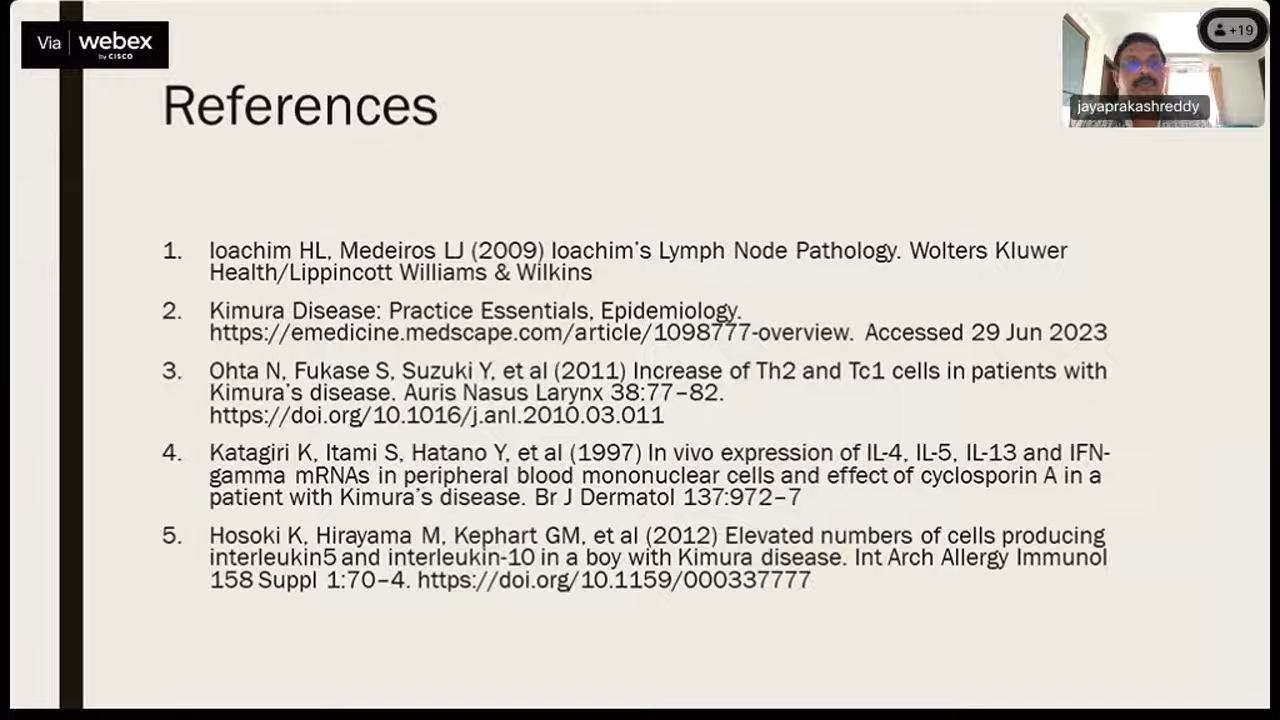 Via webex
by CISCO
+19
jayaprakashreddy
References
1. Ioachim HL, Medeiros LJ (2009) Ioachim's Lymph Node Pathology. Wolters Kluwer
Health/Lippincott Williams & Wilkins
2. Kimura Disease: Practice Essentials, Epidemiology.
https://emedicine.medscape.com/article/1098777-overview. Accessed 29 Jun 2023
3. Ohta N, Fukase S, Suzuki Y, et al (2011) Increase of Th2 and Tc1 cells in patients with
Kimura's disease. Auris Nasus Larynx 38:77–82.
https://doi.org/10.1016/j.anl.2010.03.011
4. Katagiri K, Itami S, Hatano Y, et al (1997) In vivo expression of IL-4, IL-5, IL-13 and IFN-
gamma mRNAs in peripheral blood mononuclear cells and effect of cyclosporin A in a
patient with Kimura's disease. Br J Dermatol 137:972–7
5. Hosoki K, Hirayama M, Kephart GM, et al (2012) Elevated numbers of cells producing
interleukin5 and interleukin-10 in a boy with Kimura disease. Int Arch Allergy Immunol
158 Suppl 1:70–4. https://doi.org/10.1159/000337777